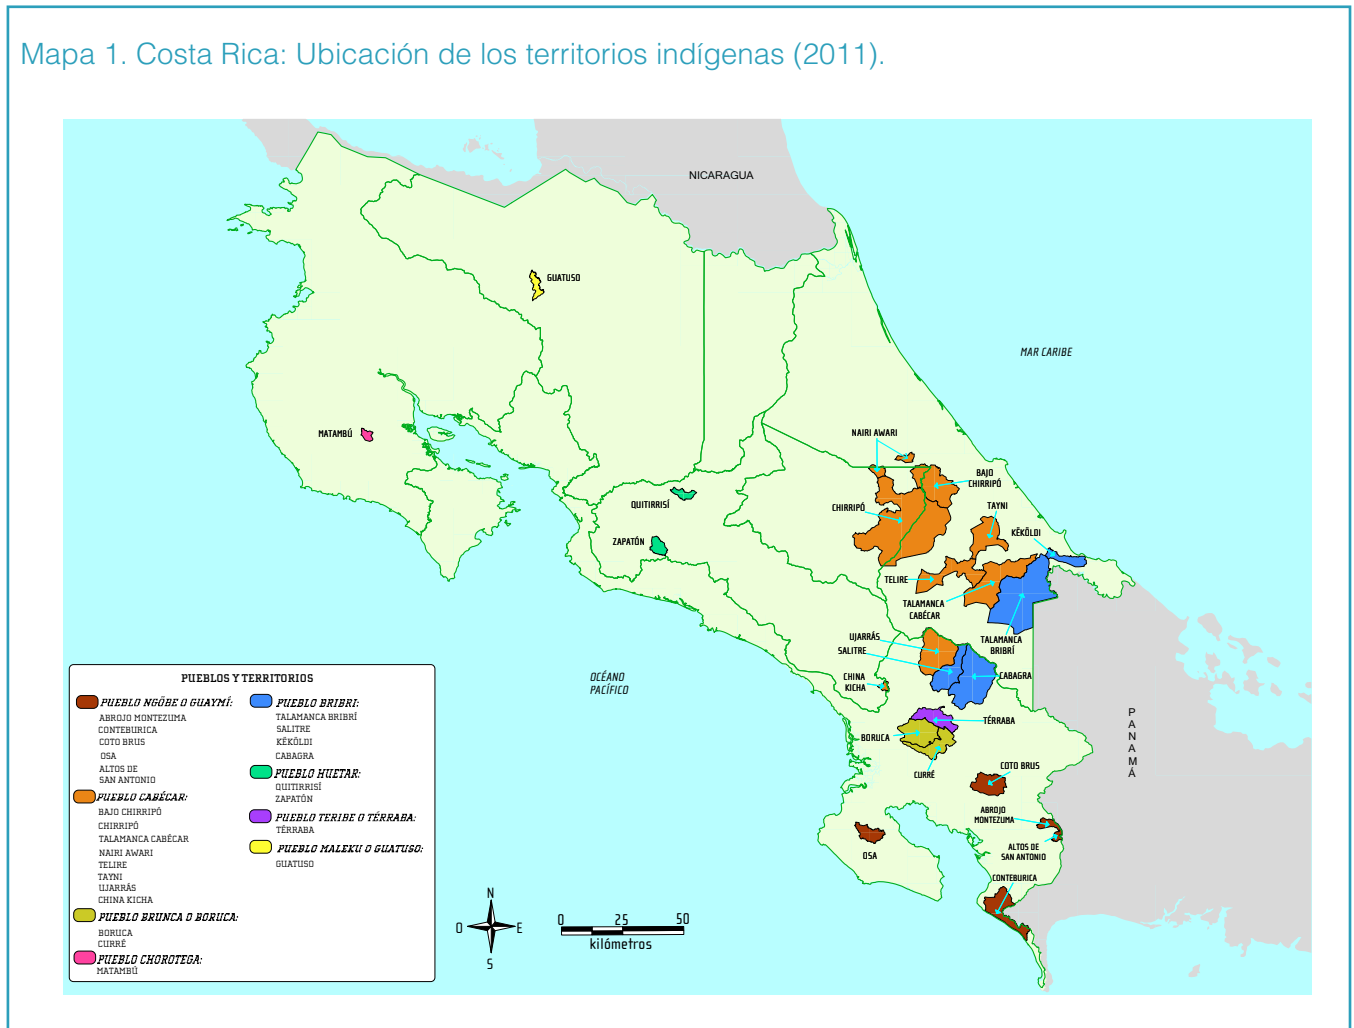 Mapa 1. Costa Rica: Ubicación de los territorios indígenas (2011).
NICARAGUA
GUATUSO
MAR CARIBE
MATAMBÚ
NAIRI AWARI
BAJO
CHIRRIPÓ
QUITIRRISÍ
CHIRRIPÓ
TAYNI
ZAPATÓN
KÉKÖLDI
TELIRE
TALAMANCA
CABÉCAR
UJARRÁS
SALITRE
TALAMANCA
BRIBRÍ
OCÉANO
PACÍFICO
CHINA
KICHA
CABAGRA
TÉRRABA
BORUCA
CURRÉ
PANAMÁ
COTO BRUS
ABROJO
MONTEZUMA
OSA
ALTOS DE
SAN ANTONIO
CONTEBURICA
PUEBLOS Y TERRITORIOS
PUEBLO NGÖBE O GUAYMÍ:
ABROJO MONTEZUMA
CONTEBURICA
COTO BRUS
OSA
ALTOS DE
SAN ANTONIO
PUEBLO CABÉCAR:
BAJO CHIRRIPÓ
CHIRRIPÓ
TALAMANCA CABÉCAR
NAIRI AWARI
TELIRE
TAYNI
UJARRÁS
CHINA KICHA
PUEBLO BRUNCA O BORUCA:
BORUCA
CURRÉ
PUEBLO CHOROTEGA:
MATAMBÚ
PUEBLO BRIBRI:
TALAMANCA BRIBRÍ
SALITRE
KÉKÖLDI
CABAGRA
PUEBLO HUETAR:
QUITIRRISÍ
ZAPATÓN
PUEBLO TERIBE O TÉRRABA:
TÉRRABA
PUEBLO MALEKU O GUATUSO:
GUATUSO
N
O
E
S
0 25 50
kilómetros